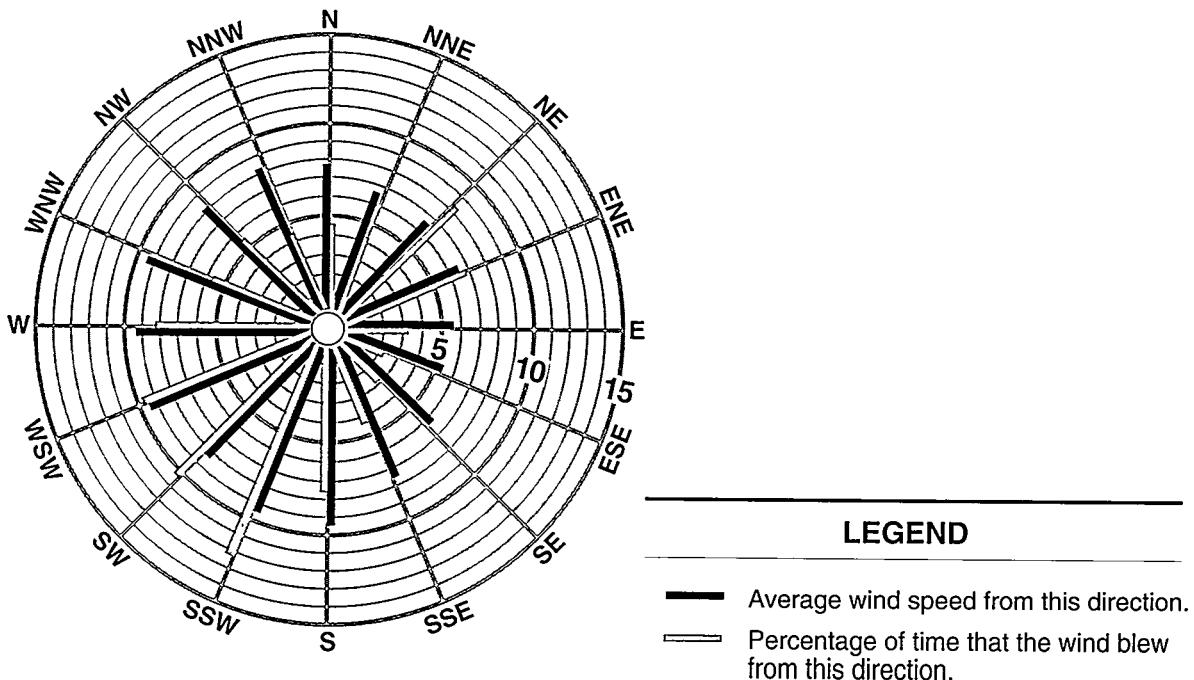 N
NNW
NNE
NW
NE
WNW
ENE
W
E
5
10
15
WSW
ESE
SW
SE
SSW
SSE
S
LEGEND
Average wind speed from this direction.
Percentage of time that the wind blew
from this direction.